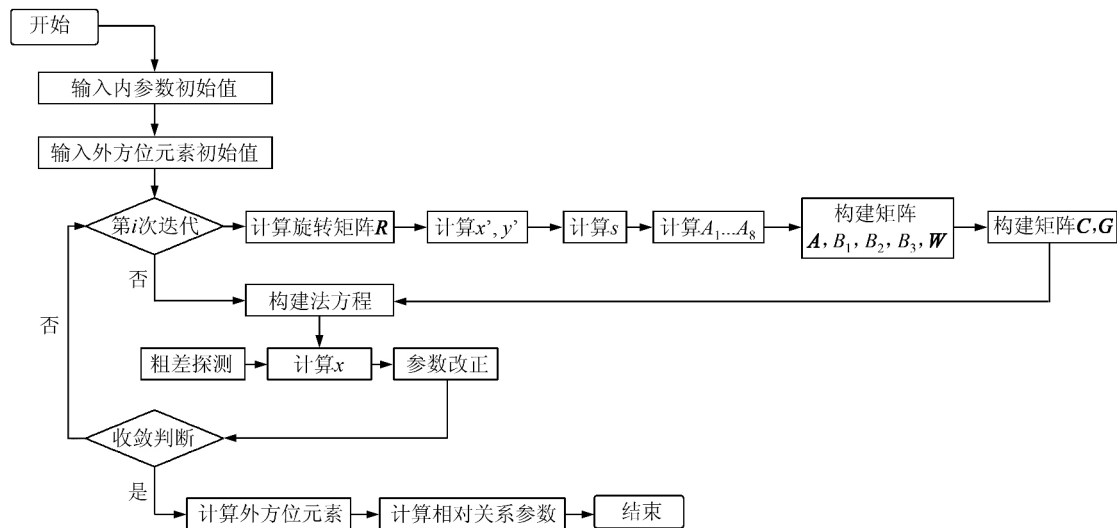 开始
输入内参数初始值
输入外方位元素初始值
第i次迭代
计算旋转矩阵R
计算x’, y’
计算s
计算A₁...A₈
构建矩阵
A, B₁, B₂, B₃, W
构建矩阵C,G
否
否
构建法方程
粗差探测
计算x
参数改正
收敛判断
是
计算外方位元素
计算相对关系参数
结束